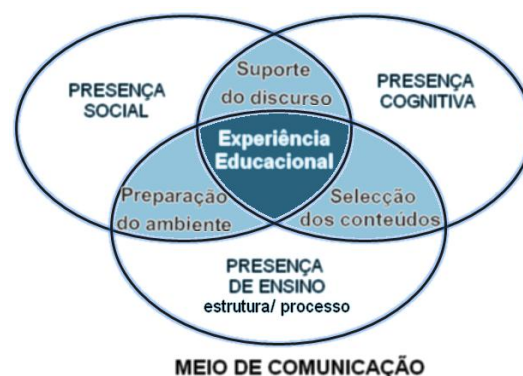 Suporte
do discurso
PRESENÇA
SOCIAL
PRESENÇA
COGNITIVA
Experiência
Educacional
Preparação
do ambiente
Selecção
dos conteúdos
PRESENÇA
DE ENSINO
estrutura/ processo
MEIO DE COMUNICAÇÃO